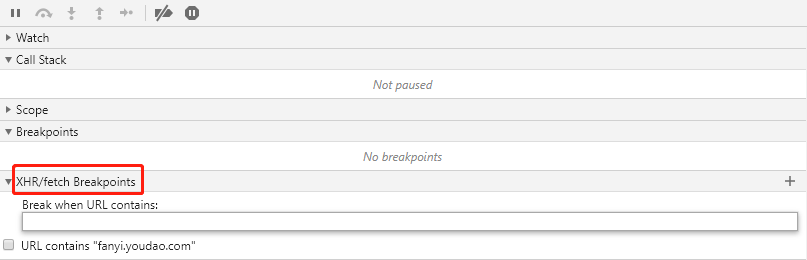 Watch
Call Stack
Not paused
Scope
Breakpoints
No breakpoints
XHR/fetch Breakpoints
Break when URL contains:
URL contains "fanyi.youdao.com"